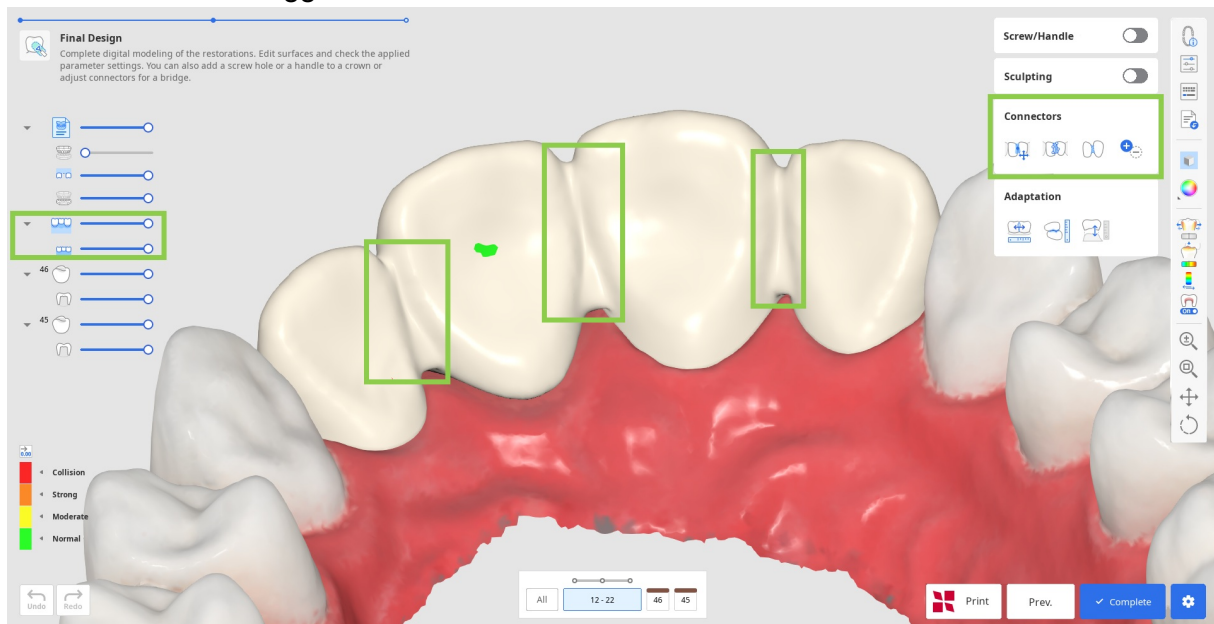 Final Design
Complete digital modeling of the restorations. Edit surfaces and check the applied
parameter settings. You can also add a screw hole or a handle to a crown or
adjust connectors for a bridge.
46
45
0.00
Collision
Strong
Moderate
Normal
Undo
Redo
All
12 - 22
46
45
Screw/Handle
Sculpting
Connectors
Adaptation
ON
Print
Prev.
Complete